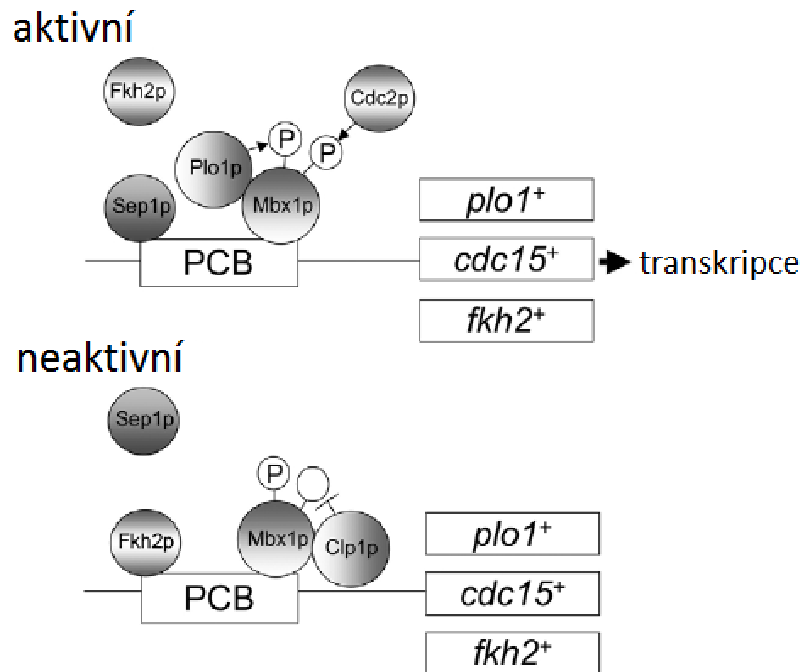 aktivní
Fkh2p
Cdc2p
P
P
Plo1p
Sep1p
Mbx1p
plo1+
PCB
cdc15+
transkripce
fkh2+
neaktivní
Sep1p
P
Fkh2p
Mbx1p
Clp1p
plo1+
PCB
cdc15+
fkh2+